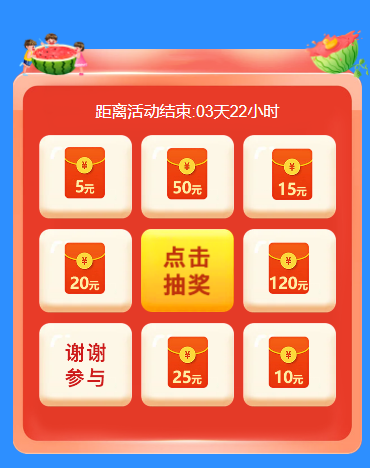 距离活动结束:03天22小时
¥
5元
¥
50元
¥
15元
¥
20元
点击
抽奖
¥
120元
谢谢
参与
¥
25元
¥
10元